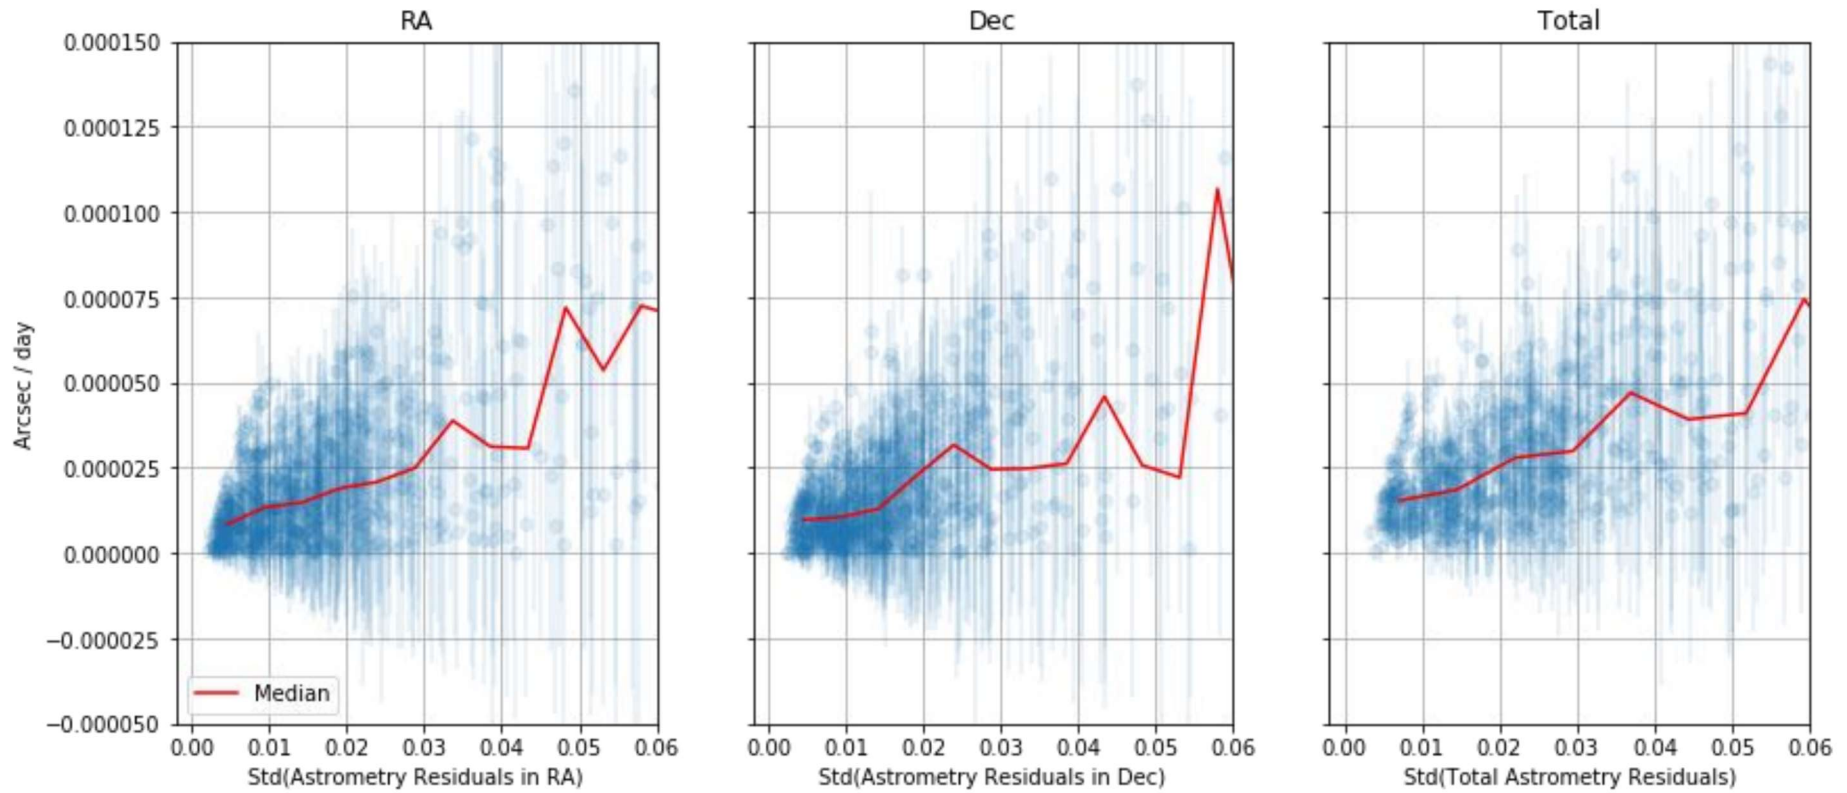 RA
Dec
Total
0.000150
0.000125
0.000100
0.000075
0.000050
0.000025
0.000000
−0.000025
−0.000050
Arcsec / day
Median
0.00 0.01 0.02 0.03 0.04 0.05 0.06
0.00 0.01 0.02 0.03 0.04 0.05 0.06
0.00 0.01 0.02 0.03 0.04 0.05 0.06
Std(Astrometry Residuals in RA)
Std(Astrometry Residuals in Dec)
Std(Total Astrometry Residuals)